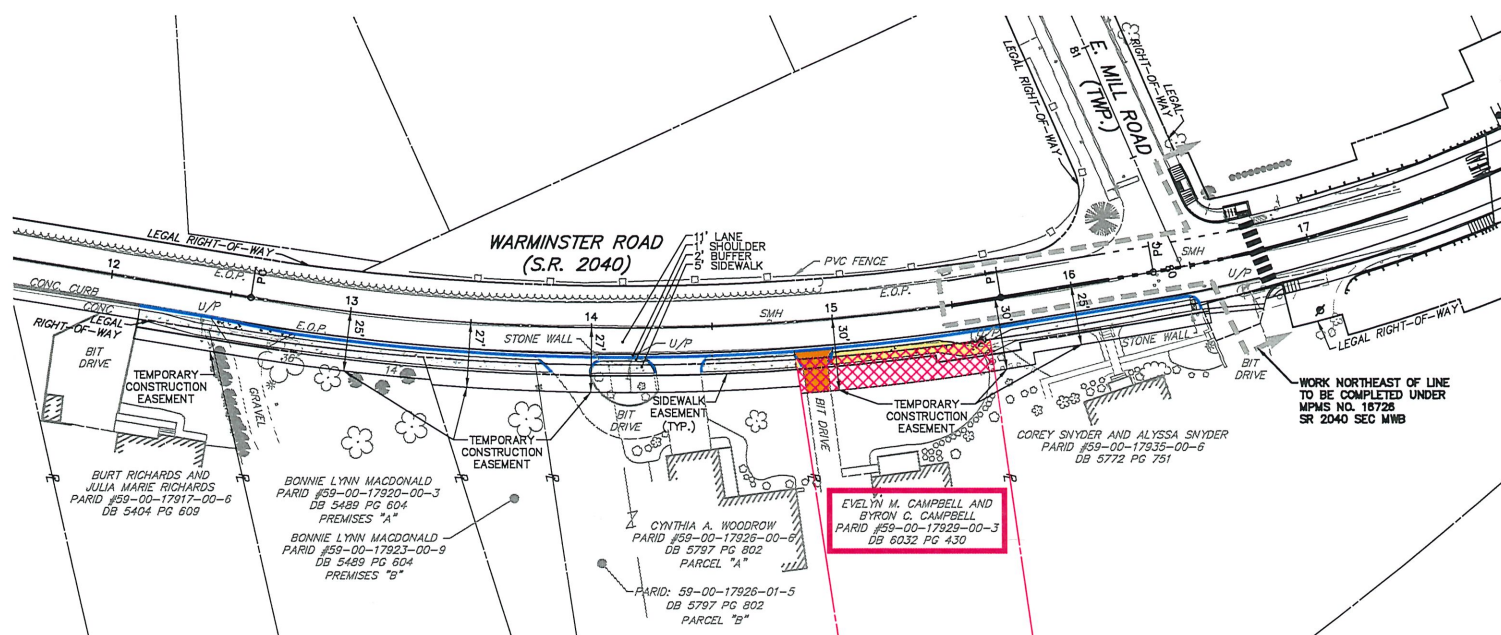 E. MILL ROAD
(TWP.)
B1
LEGAL RIGHT-OF-WAY
LEGAL
RIGHT-OF-WAY
WARMINSTER ROAD
(S.R. 2040)
11' LANE
1' SHOULDER
2' BUFFER
5' SIDEWALK
LEGAL RIGHT-OF-WAY
PVC FENCE
E.O.P.
E.O.P.
12
PC
13
SMH
14
15
PT
16
PC
80
SMH
17
U/P
CONC. CURB
CONC
U/P
E.O.P.
LEGAL
RIGHT-OF-WAY
25'
27'
27'
30'
30'
25'
STONE WALL
U/P
STONE WALL
LEGAL RIGHT-OF-WAY
36
14
BIT
DRIVE
TEMPORARY
CONSTRUCTION
EASEMENT
GRAVEL
TEMPORARY
CONSTRUCTION
EASEMENT
BIT
DRIVE
SIDEWALK
EASEMENT
(TYP.)
BIT DRIVE
TEMPORARY
CONSTRUCTION
EASEMENT
BIT
DRIVE
WORK NORTHEAST OF LINE
TO BE COMPLETED UNDER
MPMS NO. 16726
SR 2040 SEC MWB
BURT RICHARDS AND
JULIA MARIE RICHARDS
PARID #59-00-17917-00-6
DB 5404 PG 609
BONNIE LYNN MACDONALD
PARID #59-00-17920-00-3
DB 5489 PG 604
PREMISES "A"
BONNIE LYNN MACDONALD
PARID #59-00-17923-00-9
DB 5489 PG 604
PREMISES "B"
CYNTHIA A. WOODROW
PARID #59-00-17926-00-6
DB 5797 PG 802
PARCEL "A"
PARID: 59-00-17926-01-5
DB 5797 PG 802
PARCEL "B"
EVELYN M. CAMPBELL AND
BYRON C. CAMPBELL
PARID #59-00-17929-00-3
DB 6032 PG 430
COREY SNYDER AND ALYSSA SNYDER
PARID #59-00-17935-00-6
DB 5772 PG 751